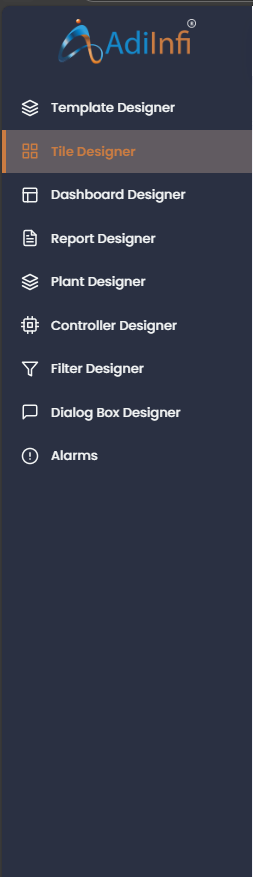 AdiInfi®
Template Designer
Tile Designer
Dashboard Designer
Report Designer
Plant Designer
Controller Designer
Filter Designer
Dialog Box Designer
Alarms